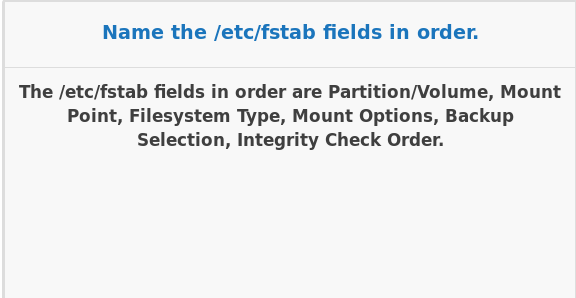 Name the /etc/fstab fields in order.
The /etc/fstab fields in order are Partition/Volume, Mount
Point, Filesystem Type, Mount Options, Backup
Selection, Integrity Check Order.